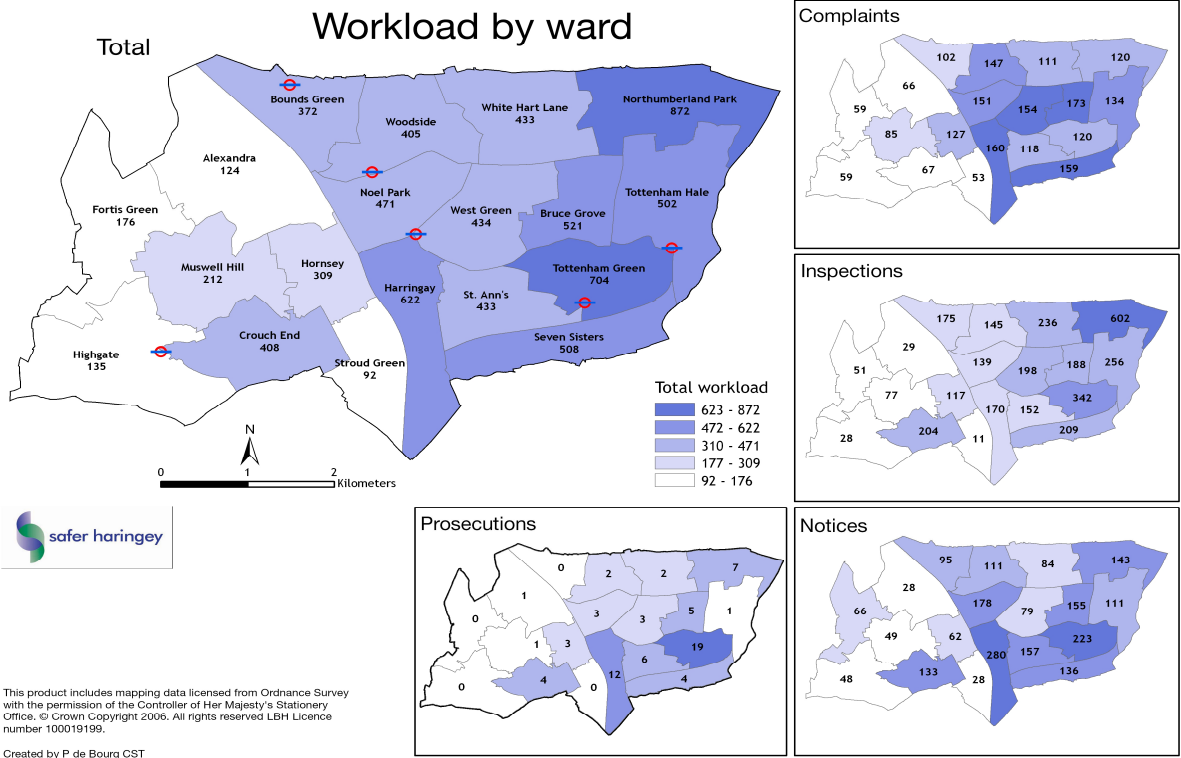 Workload by ward
Total
Bounds Green
372
Woodside
405
White Hart Lane
433
Northumberland Park
872
Alexandra
124
Noel Park
471
West Green
434
Bruce Grove
521
Tottenham Hale
502
Fortis Green
176
Muswell Hill
212
Hornsey
309
Harringay
622
St. Ann's
433
Tottenham Green
704
Crouch End
408
Seven Sisters
508
Highgate
135
Stroud Green
92
N
0 1 2
Kilometers
Total workload
623 - 872
472 - 622
310 - 471
177 - 309
92 - 176
Complaints
102
147
111
120
66
59
151
154
173
134
85
127
160
118
120
59
67
53
159
Inspections
175
145
236
602
29
51
139
198
188
256
77
117
170
152
342
28
204
11
209
safer haringey
Prosecutions
0
2
2
7
1
0
3
3
5
1
1
3
12
6
19
0
4
0
4
Notices
95
111
84
143
28
66
178
79
155
111
49
62
280
157
223
48
133
28
136
This product includes mapping data licensed from Ordnance Survey
with the permission of the Controller of Her Majesty's Stationery
Office. © Crown Copyright 2006. All rights reserved LBH Licence
number 100019199.
Created by P de Bourg CST